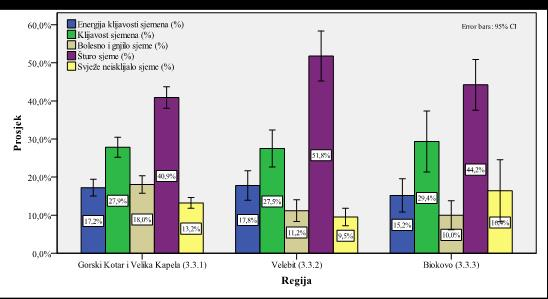 Energija klijavosti sjemena (%)
Klijavost sjemena (%)
Bolesno i gnjilo sjeme (%)
Šturo sjeme (%)
Svježe neisklijalo sjeme (%)
Error bars: 95% CI
Prosjek
60,0%
50,0%
40,0%
30,0%
20,0%
10,0%
0,0%
17,2%
27,9%
18,0%
40,9%
13,2%
17,8%
27,5%
11,2%
51,8%
9,5%
15,2%
29,4%
10,0%
44,2%
Gorski Kotar i Velika Kapela (3.3.1)
Velebit (3.3.2)
Biokovo (3.3.3)
Regija